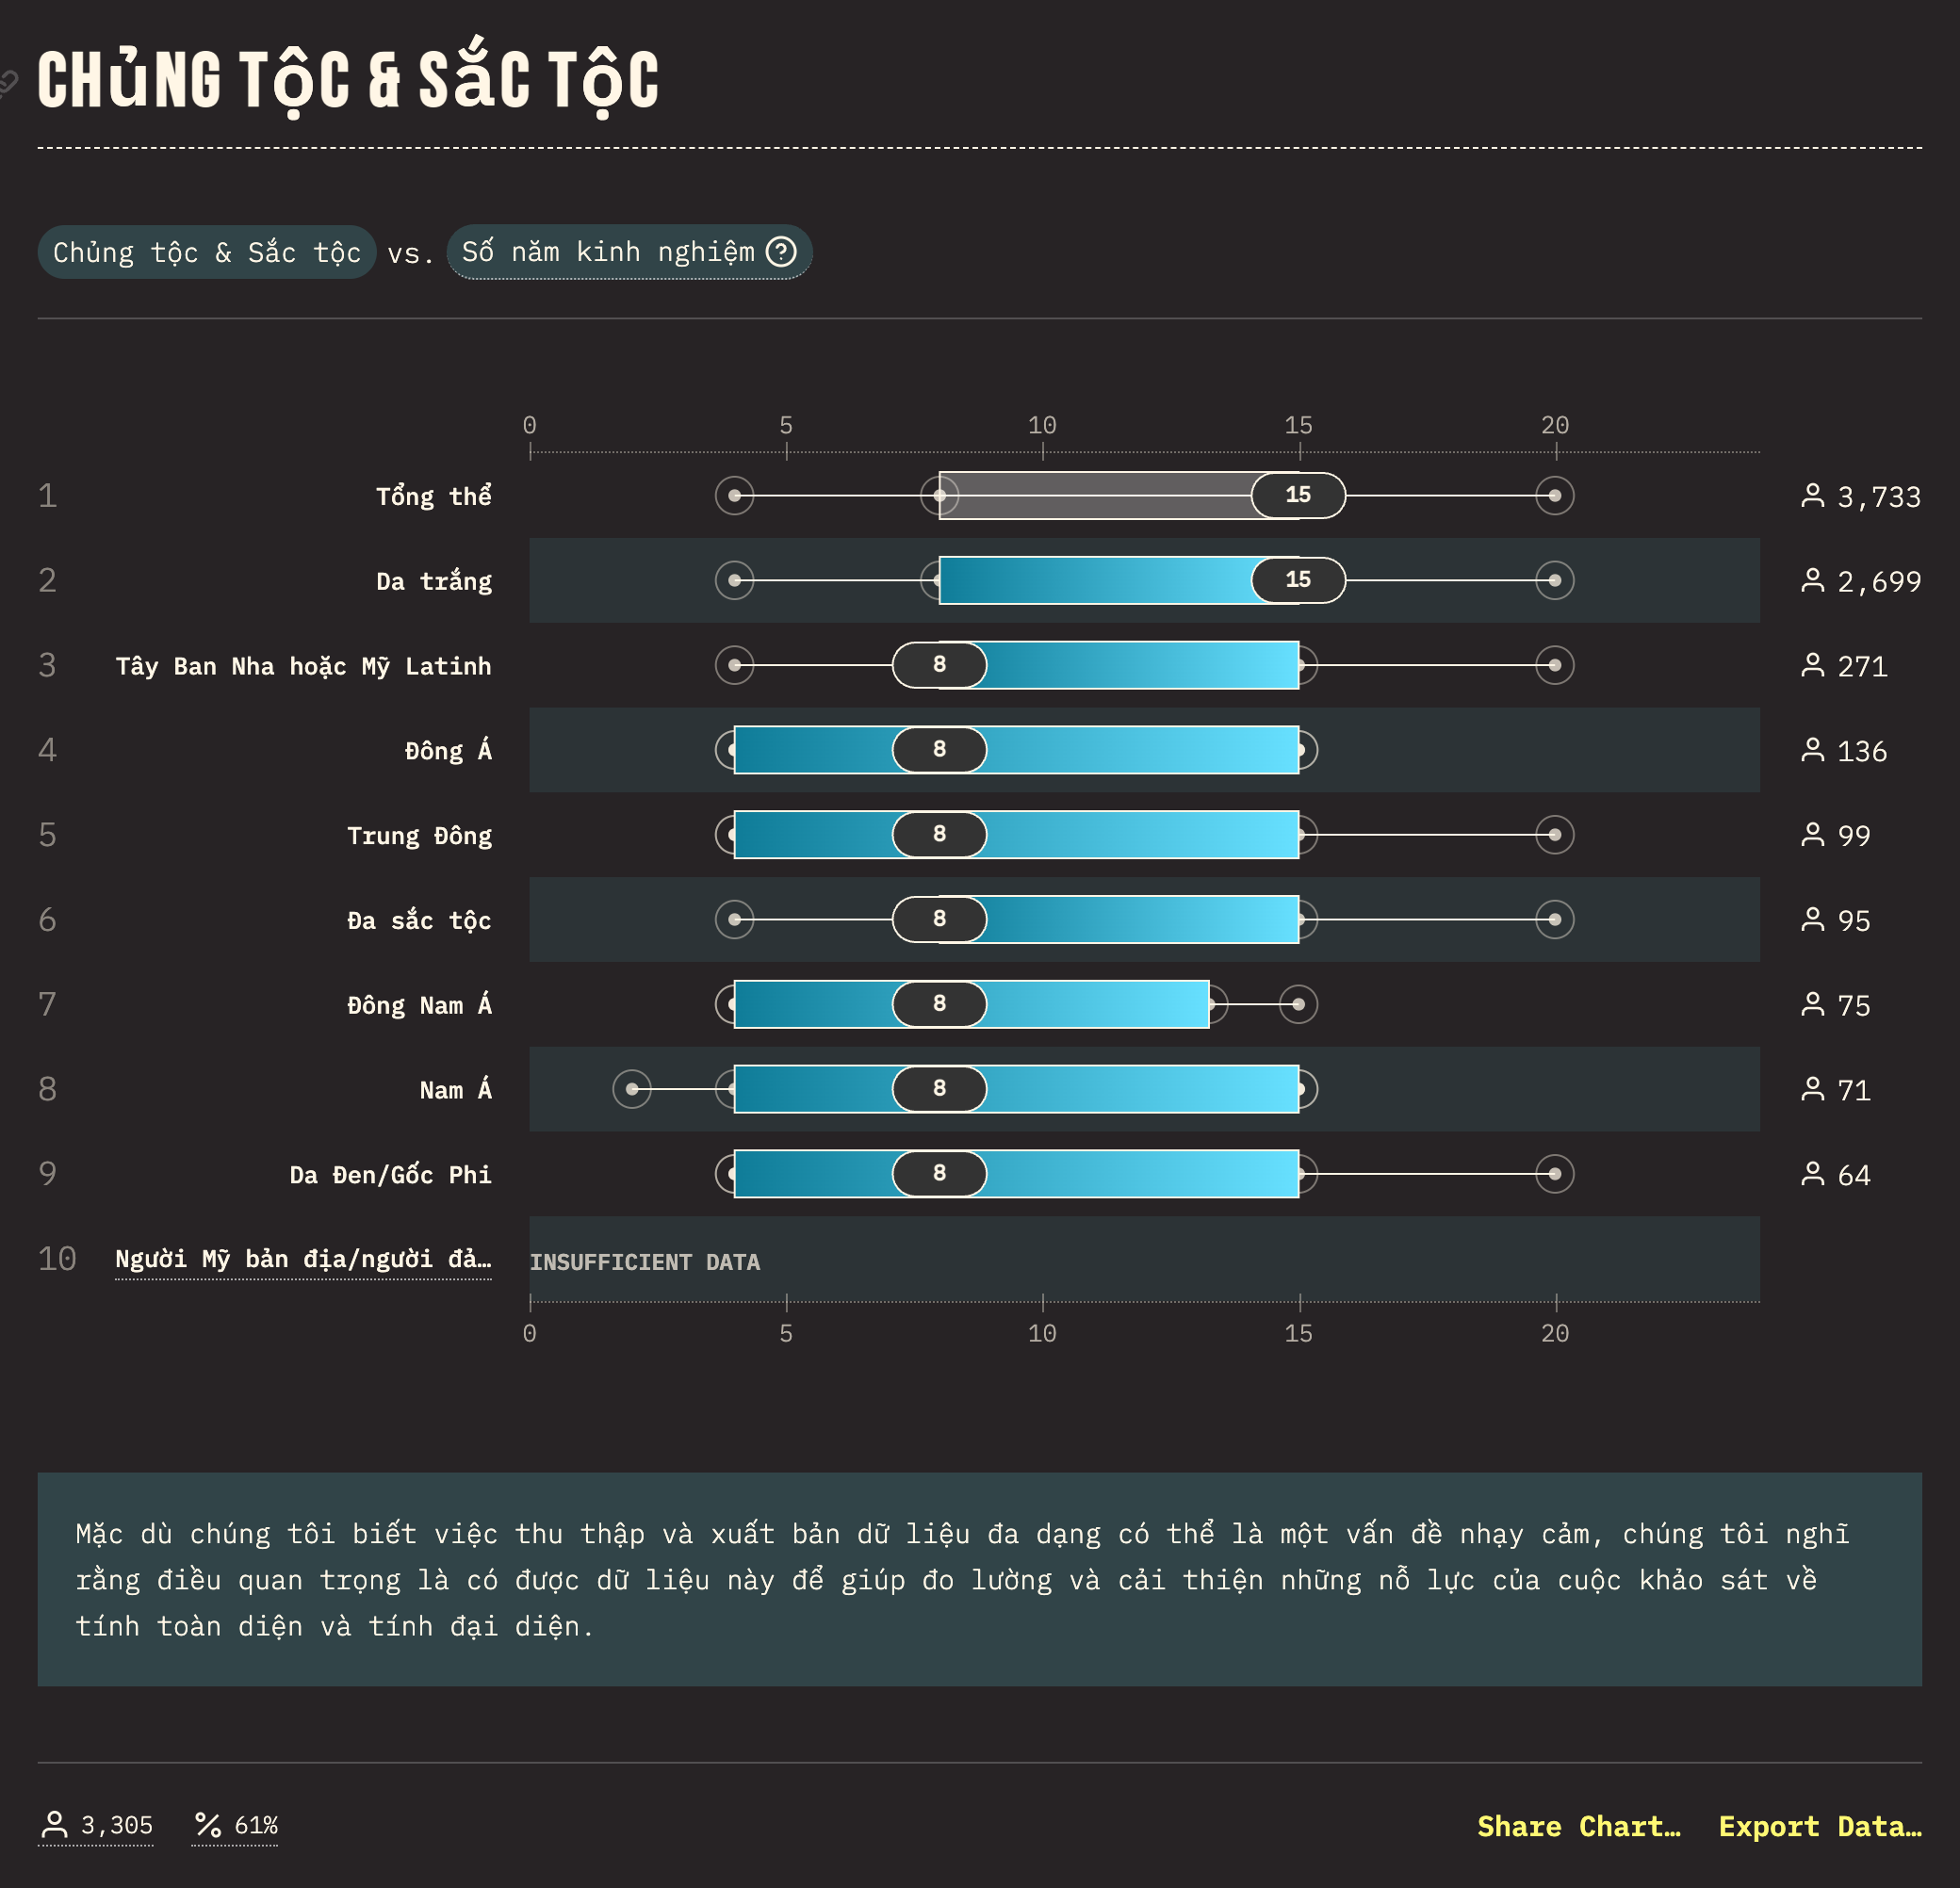 CHủNG TỘC & SắC TỘC
Chủng tộc & Sắc tộc vs. Số năm kinh nghiệm ?
0 5 10 15 20
1 Tổng thể 15 3,733
2 Da trắng 15 2,699
3 Tây Ban Nha hoặc Mỹ Latinh 8 271
4 Đông Á 8 136
5 Trung Đông 8 99
6 Đa sắc tộc 8 95
7 Đông Nam Á 8 75
8 Nam Á 8 71
9 Da Đen/Gốc Phi 8 64
10 Người Mỹ bản địa/người đả… INSUFFICIENT DATA
0 5 10 15 20
Mặc dù chúng tôi biết việc thu thập và xuất bản dữ liệu đa dạng có thể là một vấn đề nhạy cảm, chúng tôi nghĩ
rằng điều quan trọng là có được dữ liệu này để giúp đo lường và cải thiện những nỗ lực của cuộc khảo sát về
tính toàn diện và tính đại diện.
3,305 % 61% Share Chart… Export Data…